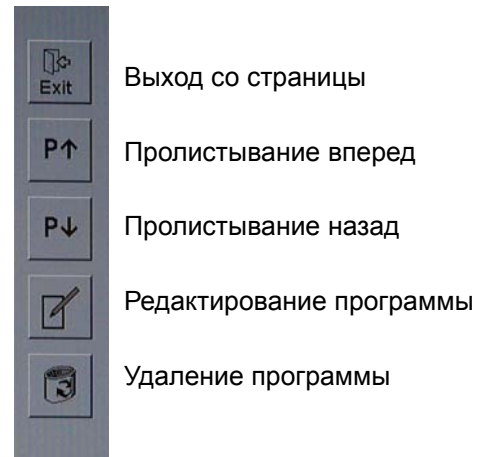 Exit
Выход со страницы
P↑
Пролистывание вперед
P↓
Пролистывание назад
Редактирование программы
Удаление программы